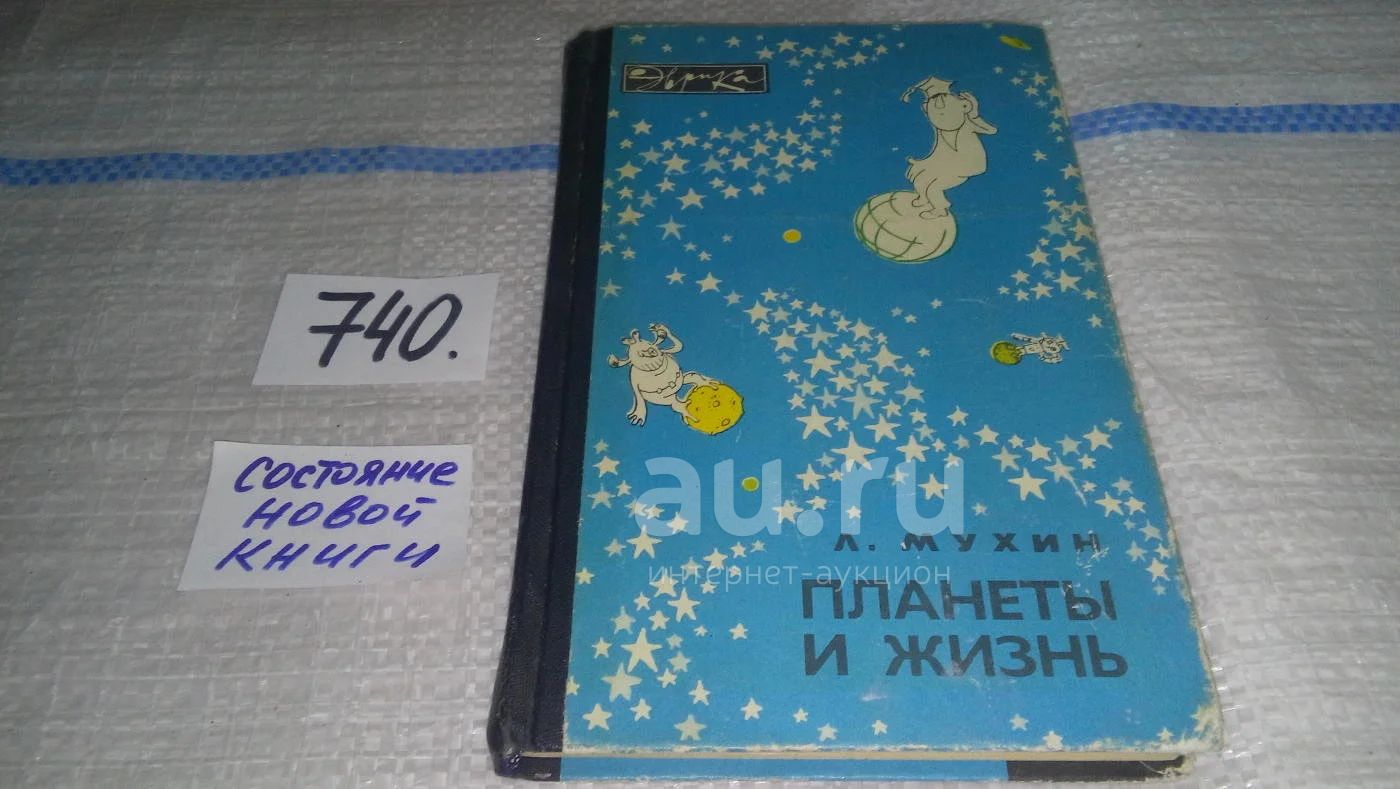 Эврика
740.
СОСТОЯНИЕ
НОВОЙ
КНИГИ
au.ru
интернет-аукцион
Л. МУХИН
ПЛАНЕТЫ
И ЖИЗНЬ